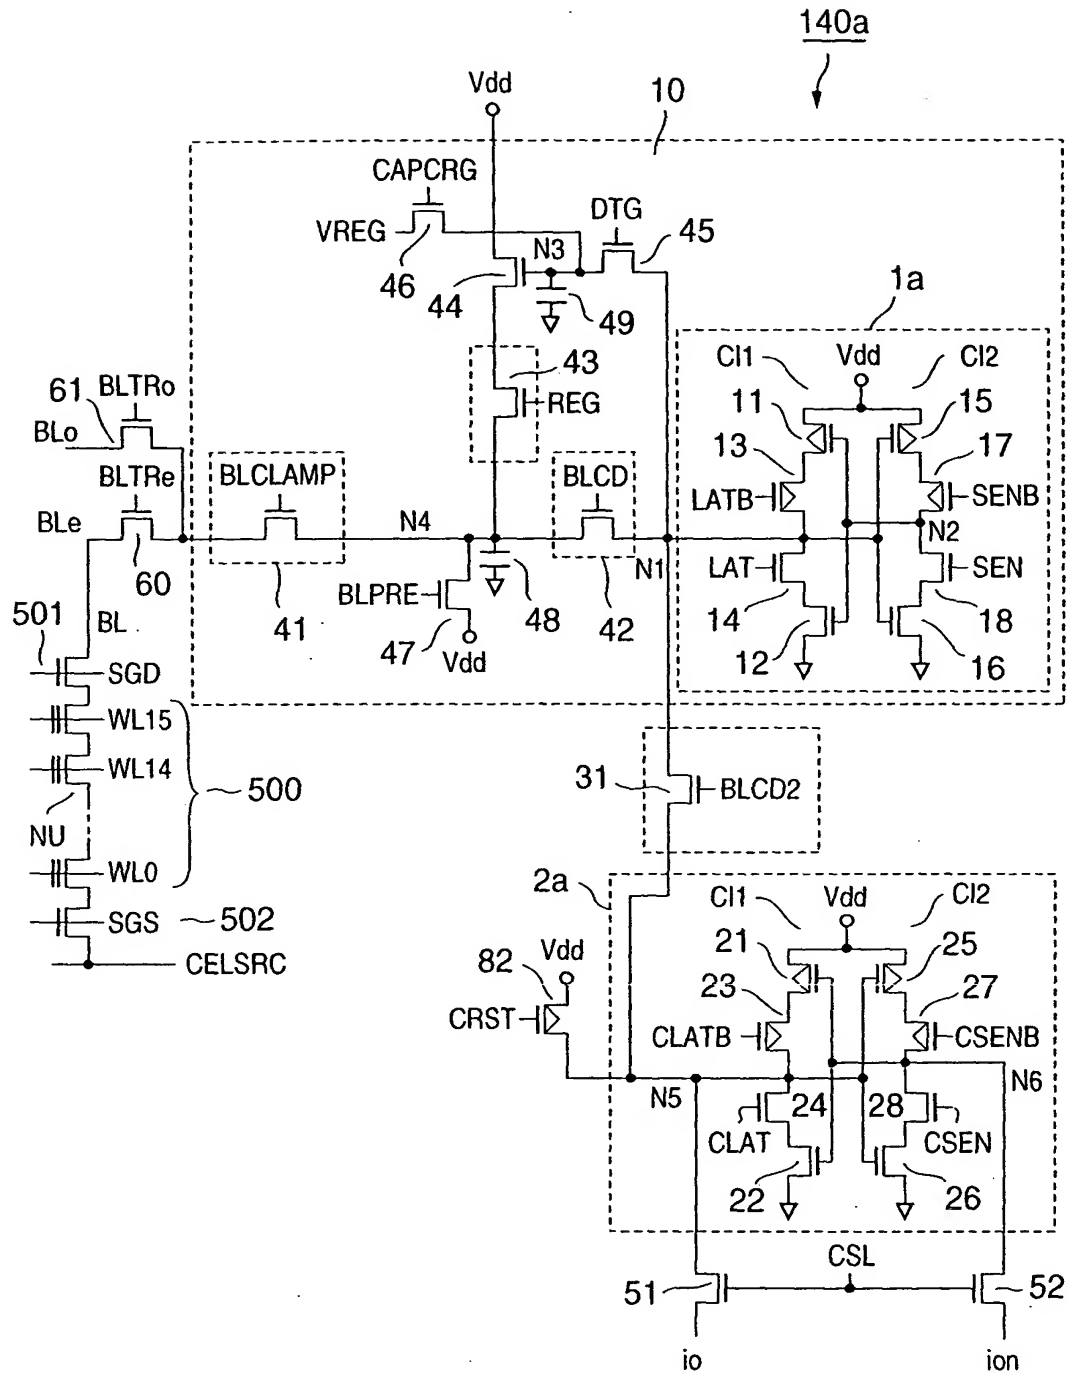 140a
Vdd
10
CAPCRG
DTG
VREG
N3
45
46
44
49
1a
43
CI1
Vdd
CI2
61
BLTRo
REG
11
15
BLo
13
17
BLTRe
BLCLAMP
BLCD
LATB
SENB
BLe
N4
N2
60
N1
LAT
SEN
BLPRE
48
501
BL
41
47
42
14
18
Vdd
12
16
SGD
WL15
WL14
31
BLCD2
500
NU
WL0
2a
CI1
Vdd
CI2
SGS
502
Vdd
21
25
CELSRC
82
23
27
CRST
CLATB
CSENB
N5
N6
24
28
CLAT
CSEN
22
26
CSL
51
52
io
ion